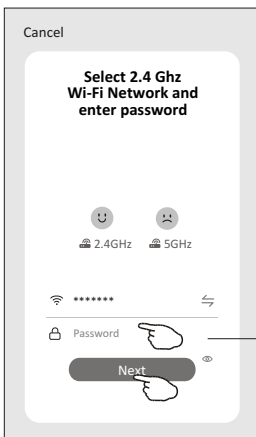 Cancel
Select 2.4 Ghz
Wi-Fi Network and
enter password
2.4GHz 5GHz
*******
Password
Next